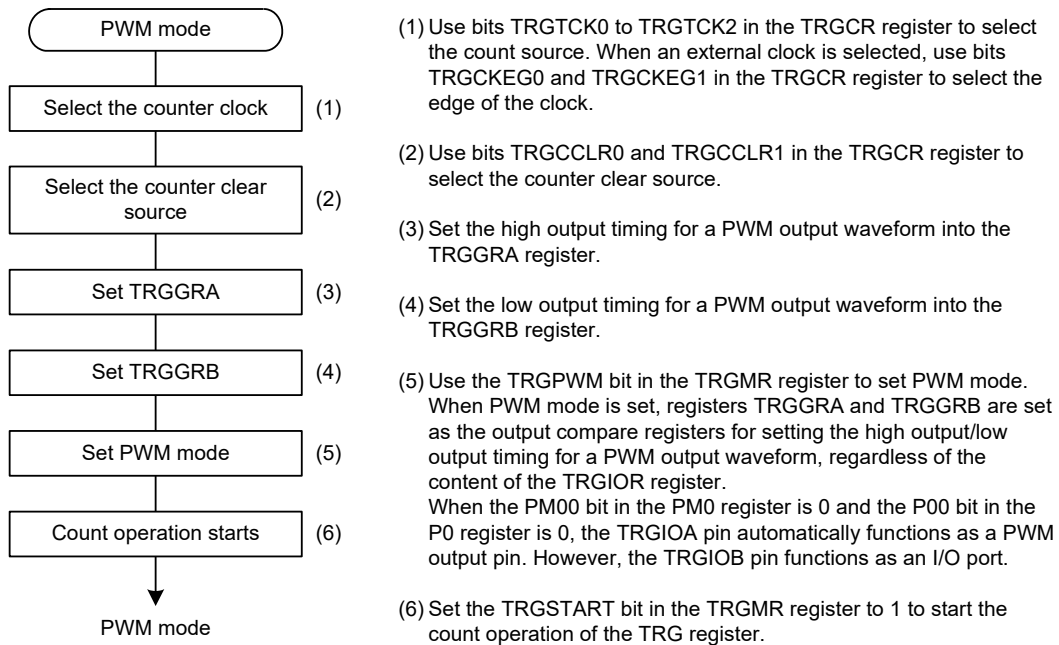 PWM mode
Select the counter clock (1)
Select the counter clear
source
(2)
Set TRGGRA (3)
Set TRGGRB (4)
Set PWM mode (5)
Count operation starts (6)
PWM mode
(1) Use bits TRGTCK0 to TRGTCK2 in the TRGCR register to select
the count source. When an external clock is selected, use bits
TRGCKEG0 and TRGCKEG1 in the TRGCR register to select the
edge of the clock.
(2) Use bits TRGCCLR0 and TRGCCLR1 in the TRGCR register to
select the counter clear source.
(3) Set the high output timing for a PWM output waveform into the
TRGGRA register.
(4) Set the low output timing for a PWM output waveform into the
TRGGRB register.
(5) Use the TRGPWM bit in the TRGMR register to set PWM mode.
When PWM mode is set, registers TRGGRA and TRGGRB are set
as the output compare registers for setting the high output/low
output timing for a PWM output waveform, regardless of the
content of the TRGIOR register.
When the PM00 bit in the PM0 register is 0 and the P00 bit in the
P0 register is 0, the TRGIOA pin automatically functions as a PWM
output pin. However, the TRGIOB pin functions as an I/O port.
(6) Set the TRGSTART bit in the TRGMR register to 1 to start the
count operation of the TRG register.